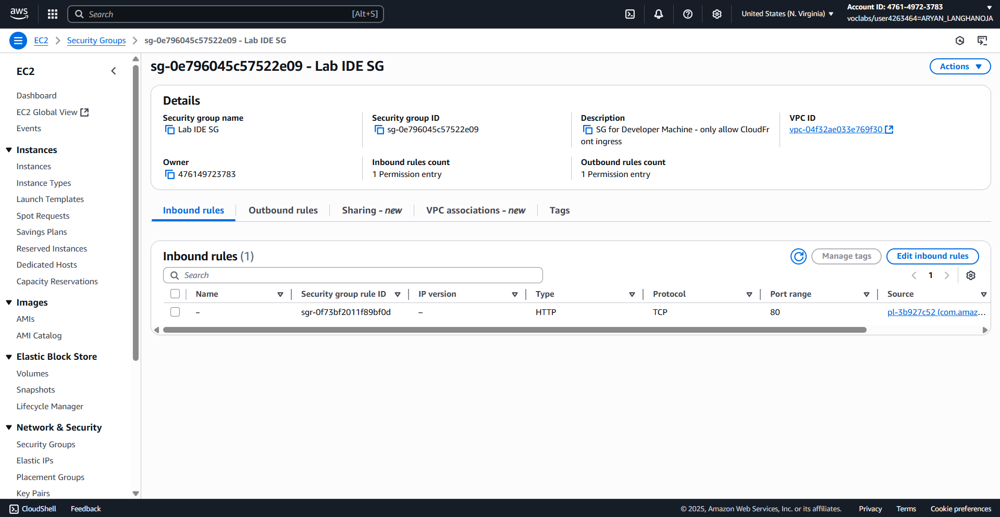 aws
Search
[Alt+S]
United States (N. Virginia)
Account ID: 4761-4972-3783
voclabs/user4263464=ARYAN_LANGHANOJA
EC2
Security Groups
sg-0e796045c57522e09 - Lab IDE SG
EC2
Dashboard
EC2 Global View
Events
Instances
Instances
Instance Types
Launch Templates
Spot Requests
Savings Plans
Reserved Instances
Dedicated Hosts
Capacity Reservations
Images
AMIs
AMI Catalog
Elastic Block Store
Volumes
Snapshots
Lifecycle Manager
Network & Security
Security Groups
Elastic IPs
Placement Groups
Key Pairs
sg-0e796045c57522e09 - Lab IDE SG
Actions
Details
Security group name
Lab IDE SG
Security group ID
sg-0e796045c57522e09
Description
SG for Developer Machine - only allow CloudFr
ont ingress
VPC ID
vpc-04f32ae033e769f30
Owner
476149723783
Inbound rules count
1 Permission entry
Outbound rules count
1 Permission entry
Inbound rules
Outbound rules
Sharing - new
VPC associations - new
Tags
Inbound rules (1)
Manage tags
Edit inbound rules
Search
1
Name Security group rule ID IP version Type Protocol Port range Source
– sgr-0f73bf2011f89bf0d – HTTP TCP 80 pl-3b927c52 (com.amaz...
CloudShell
Feedback
© 2025, Amazon Web Services, Inc. or its affiliates.
Privacy
Terms
Cookie preferences